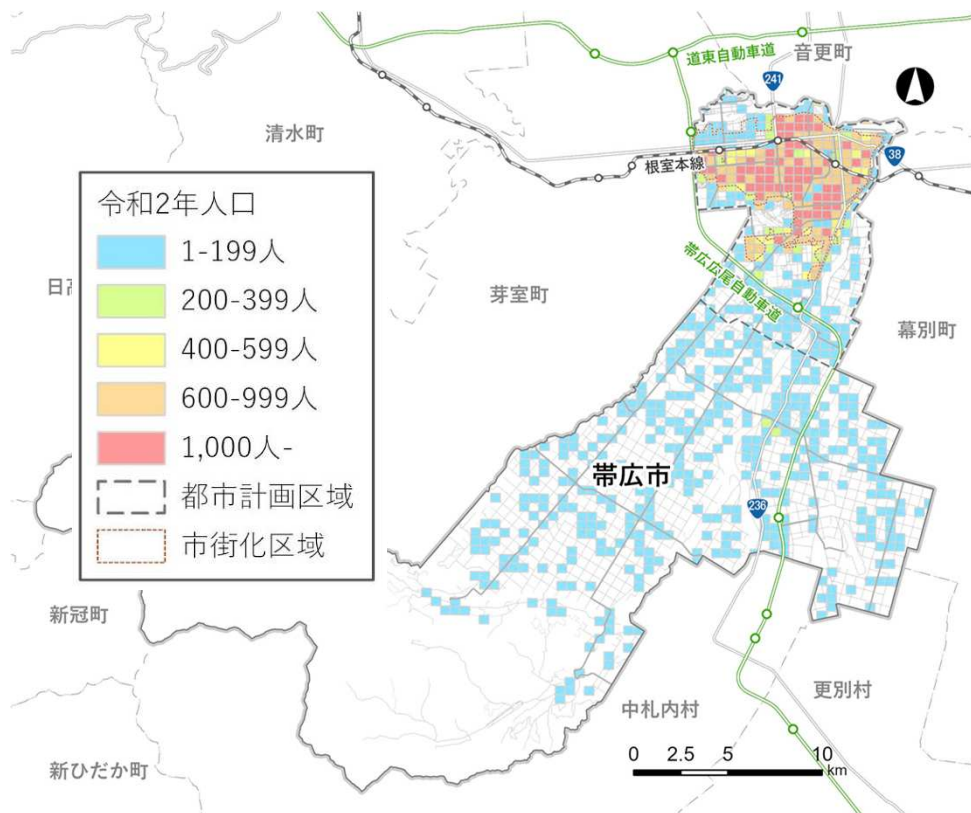 道東自動車道
音更町
241
清水町
38
根室本線
令和2年人口
1-199人
200-399人
400-599人
600-999人
1,000人-
都市計画区域
市街化区域
帯広広尾自動車道
芽室町
幕別町
帯広市
236
新冠町
更別村
中札内村
新ひだか町
0 2.5 5 10
km